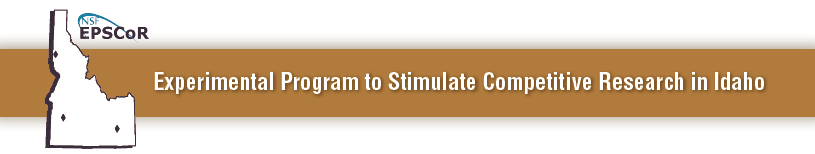 NSF
EPSCoR
Experimental Program to Stimulate Competitive Research in Idaho